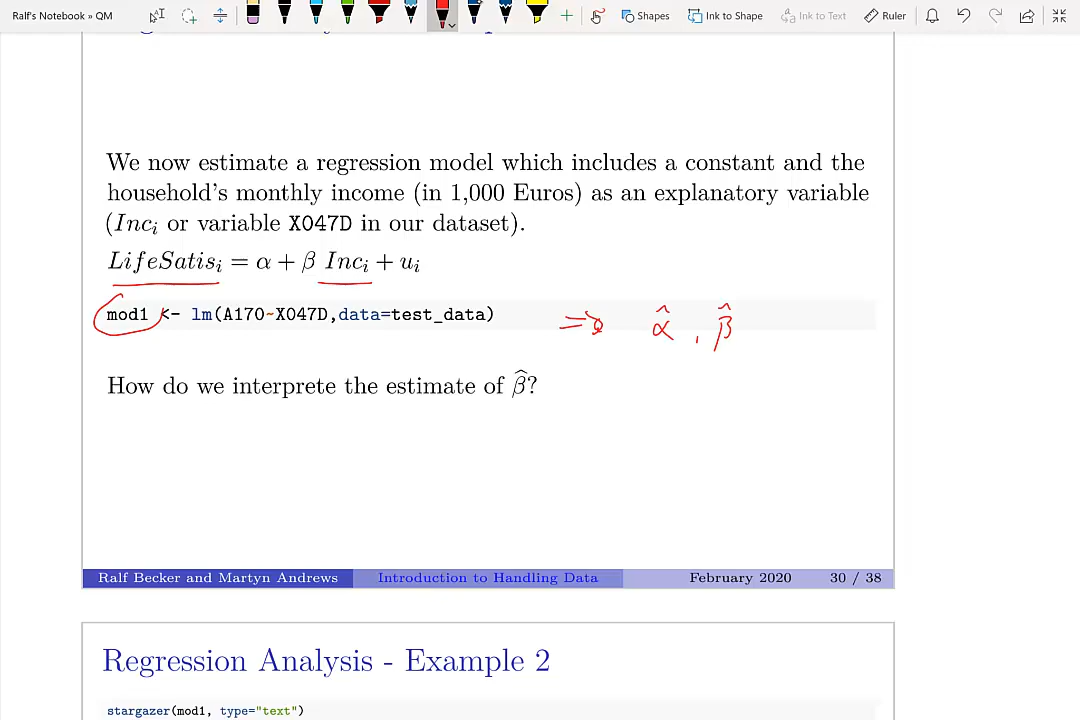 Ralf's Notebook » QM
Shapes
Ink to Shape
Ink to Text
Ruler
We now estimate a regression model which includes a constant and the
household's monthly income (in 1,000 Euros) as an explanatory variable
(Inc_i or variable X047D in our dataset).
LifeSatis_i = α + β Inc_i + u_i
mod1 <- lm(A170~X047D,data=test_data) ⇒ α̂ , β̂
How do we interprete the estimate of β̂?
Ralf Becker and Martyn Andrews Introduction to Handling Data February 2020 30 / 38
Regression Analysis - Example 2
stargazer(mod1, type="text")